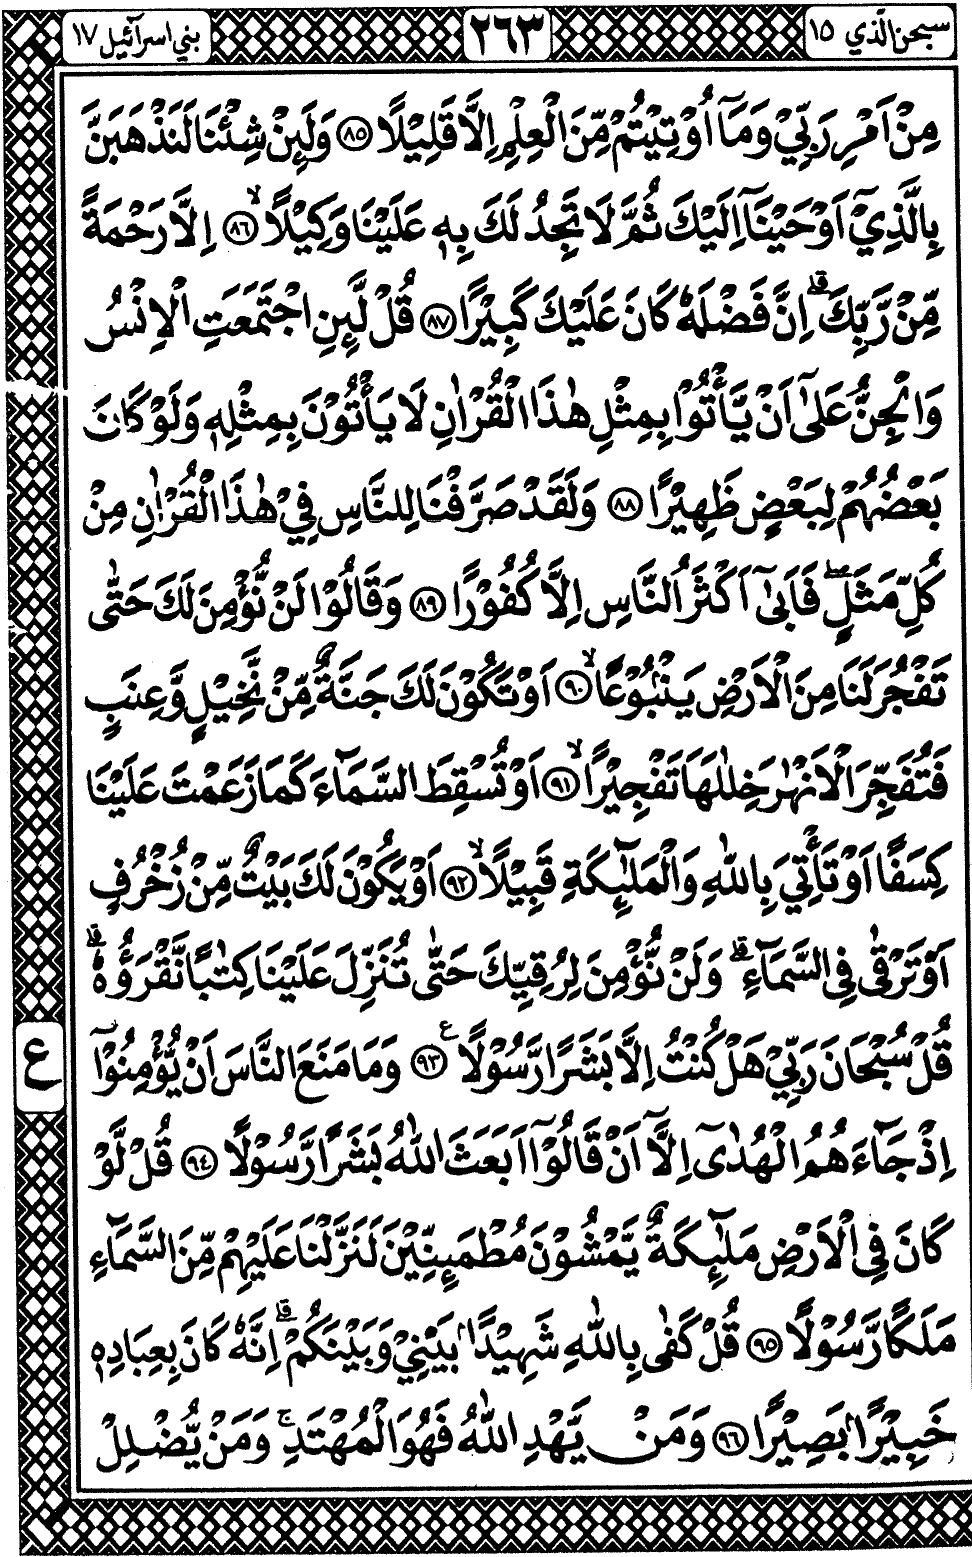 سبحن الذي ١٥ ٢٦٣ بني اسرآئيل ١٧
مِنْ اَمْرِ رَبِّيْ وَمَآ اُوْتِيْتُمْ مِّنَ الْعِلْمِ اِلَّا قَلِيْلًا ﴿٨٥﴾ وَلَئِنْ شِئْنَا لَنَذْهَبَنَّ
بِالَّذِيْٓ اَوْحَيْنَآ اِلَيْكَ ثُمَّ لَا تَجِدُ لَكَ بِهٖ عَلَيْنَا وَكِيْلًا ۙ﴿٨٦﴾ اِلَّا رَحْمَةً
مِّنْ رَّبِّكَ ؕ اِنَّ فَضْلَهٗ كَانَ عَلَيْكَ كَبِيْرًا ﴿٨٧﴾ قُلْ لَّئِنِ اجْتَمَعَتِ الْاِنْسُ
وَالْجِنُّ عَلٰٓى اَنْ يَّاْتُوْا بِمِثْلِ هٰذَا الْقُرْاٰنِ لَا يَاْتُوْنَ بِمِثْلِهٖ وَلَوْ كَانَ
بَعْضُهُمْ لِبَعْضٍ ظَهِيْرًا ﴿٨٨﴾ وَلَقَدْ صَرَّفْنَا لِلنَّاسِ فِيْ هٰذَا الْقُرْاٰنِ مِنْ
كُلِّ مَثَلٍ ۖ فَاَبٰٓى اَكْثَرُ النَّاسِ اِلَّا كُفُوْرًا ﴿٨٩﴾ وَقَالُوْا لَنْ نُّؤْمِنَ لَكَ حَتّٰى
تَفْجُرَ لَنَا مِنَ الْاَرْضِ يَنْۢبُوْعًا ۙ﴿٩٠﴾ اَوْ تَكُوْنَ لَكَ جَنَّةٌ مِّنْ نَّخِيْلٍ وَّعِنَبٍ
فَتُفَجِّرَ الْاَنْهٰرَ خِلٰلَهَا تَفْجِيْرًا ۙ﴿٩١﴾ اَوْ تُسْقِطَ السَّمَآءَ كَمَا زَعَمْتَ عَلَيْنَا
كِسَفًا اَوْ تَاْتِيَ بِاللّٰهِ وَالْمَلٰٓئِكَةِ قَبِيْلًا ۙ﴿٩٢﴾ اَوْ يَكُوْنَ لَكَ بَيْتٌ مِّنْ زُخْرُفٍ
اَوْ تَرْقٰى فِي السَّمَآءِ ؕ وَلَنْ نُّؤْمِنَ لِرُقِيِّكَ حَتّٰى تُنَزِّلَ عَلَيْنَا كِتٰبًا نَّقْرَؤُهٗ ؕ
قُلْ سُبْحَانَ رَبِّيْ هَلْ كُنْتُ اِلَّا بَشَرًا رَّسُوْلًا ﴿٩٣﴾ ع وَمَا مَنَعَ النَّاسَ اَنْ يُّؤْمِنُوْٓا
ع
اِذْ جَآءَهُمُ الْهُدٰٓى اِلَّآ اَنْ قَالُوْٓا اَبَعَثَ اللّٰهُ بَشَرًا رَّسُوْلًا ﴿٩٤﴾ قُلْ لَّوْ
كَانَ فِي الْاَرْضِ مَلٰٓئِكَةٌ يَّمْشُوْنَ مُطْمَئِنِّيْنَ لَنَزَّلْنَا عَلَيْهِمْ مِّنَ السَّمَآءِ
مَلَكًا رَّسُوْلًا ﴿٩٥﴾ قُلْ كَفٰى بِاللّٰهِ شَهِيْدًۢا بَيْنِيْ وَبَيْنَكُمْ ؕ اِنَّهٗ كَانَ بِعِبَادِهٖ
خَبِيْرًۢا بَصِيْرًا ﴿٩٦﴾ وَمَنْ يَّهْدِ اللّٰهُ فَهُوَ الْمُهْتَدِ ۚ وَمَنْ يُّضْلِلْ